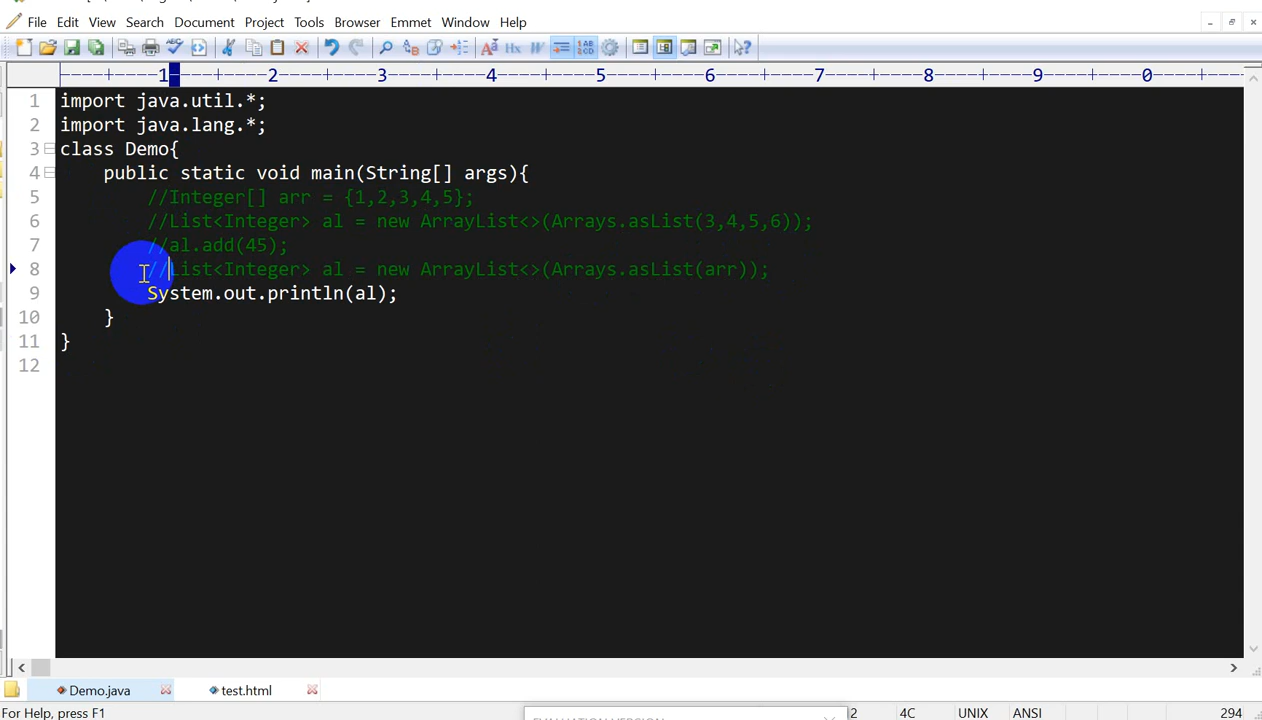 File Edit View Search Document Project Tools Browser Emmet Window Help
1 2 3 4 5 6 7 8 9 0
1 import java.util.*;
2 import java.lang.*;
3 class Demo{
4 public static void main(String[] args){
5 //Integer[] arr = {1,2,3,4,5};
6 //List<Integer> al = new ArrayList<>(Arrays.asList(3,4,5,6));
7 //al.add(45);
8 //List<Integer> al = new ArrayList<>(Arrays.asList(arr));
9 System.out.println(al);
10 }
11 }
12
Demo.java test.html
For Help, press F1 2 4C UNIX ANSI 294